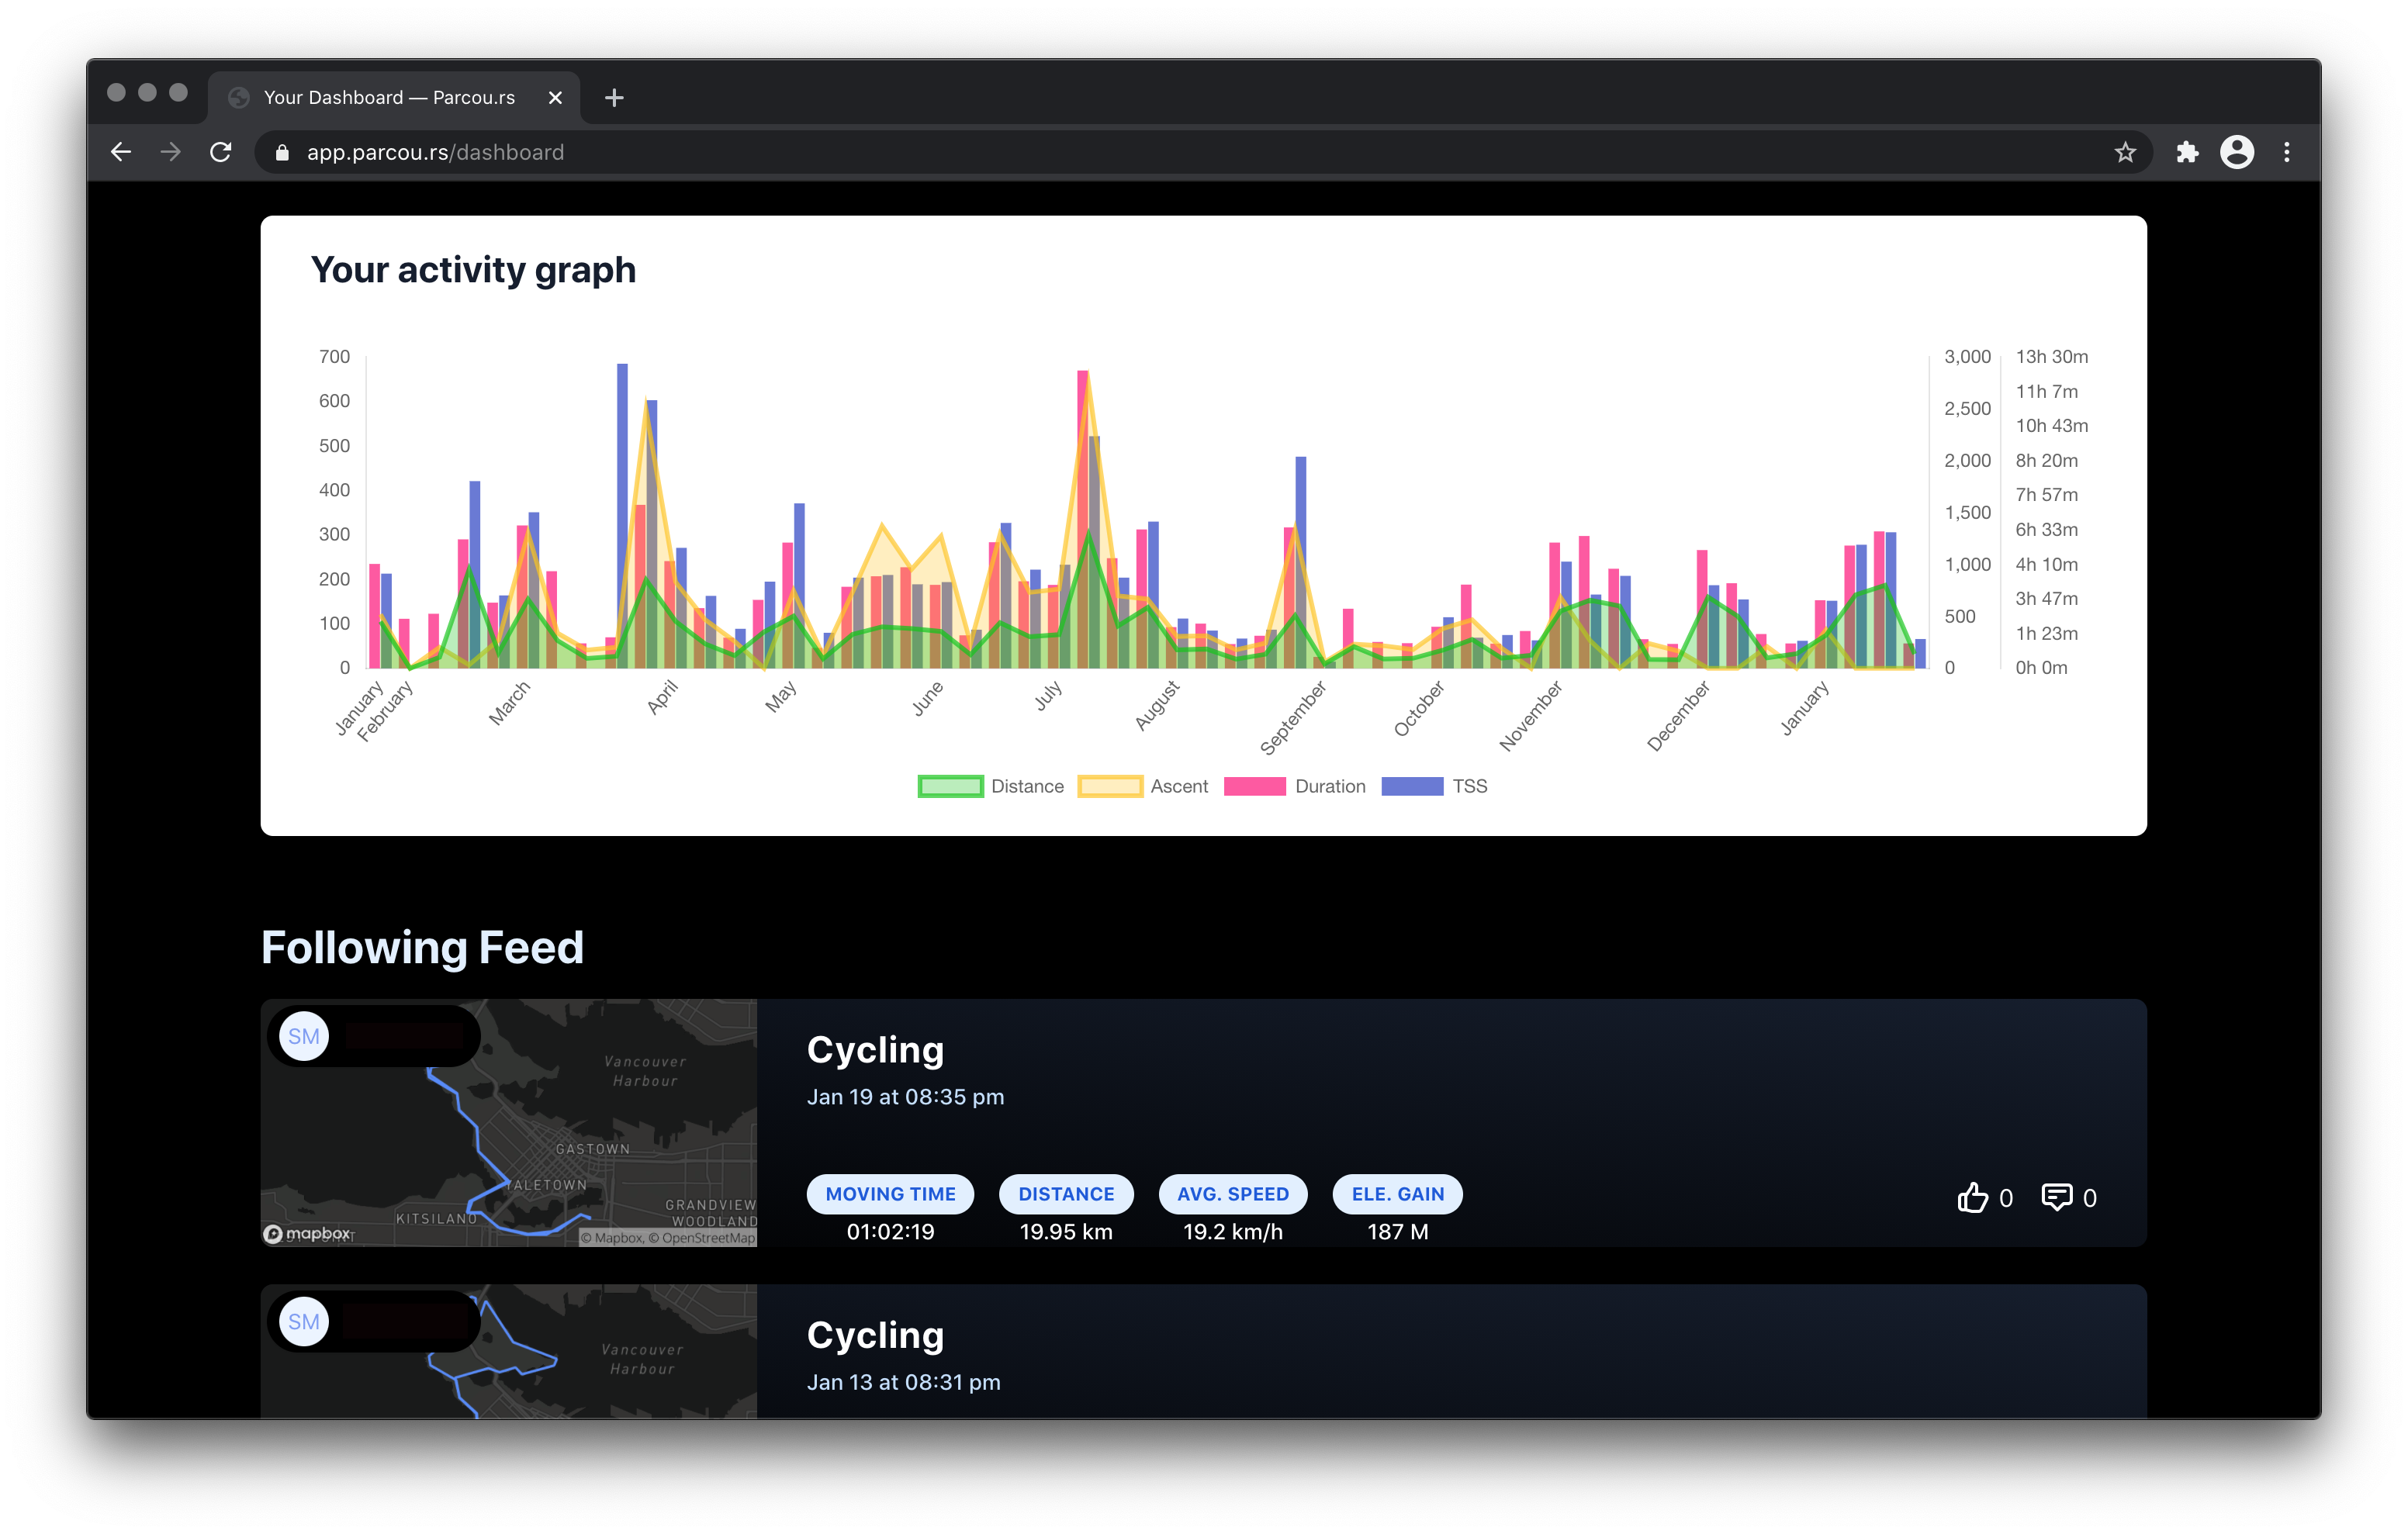 Your Dashboard — Parcou.rs
app.parcou.rs/dashboard
Your activity graph
700
600
500
400
300
200
100
0
3,000
2,500
2,000
1,500
1,000
500
0
13h 30m
11h 7m
10h 43m
8h 20m
7h 57m
6h 33m
4h 10m
3h 47m
1h 23m
0h 0m
January
February
March
April
May
June
July
August
September
October
November
December
January
Distance Ascent Duration TSS
Following Feed
SM
Vancouver
Harbour
GASTOWN
YALETOWN
GRANDVIEW
WOODLAND
KITSILANO
mapbox
© Mapbox, © OpenStreetMap
Cycling
Jan 19 at 08:35 pm
MOVING TIME DISTANCE AVG. SPEED ELE. GAIN
01:02:19 19.95 km 19.2 km/h 187 M
0 0
SM
Vancouver
Harbour
Cycling
Jan 13 at 08:31 pm